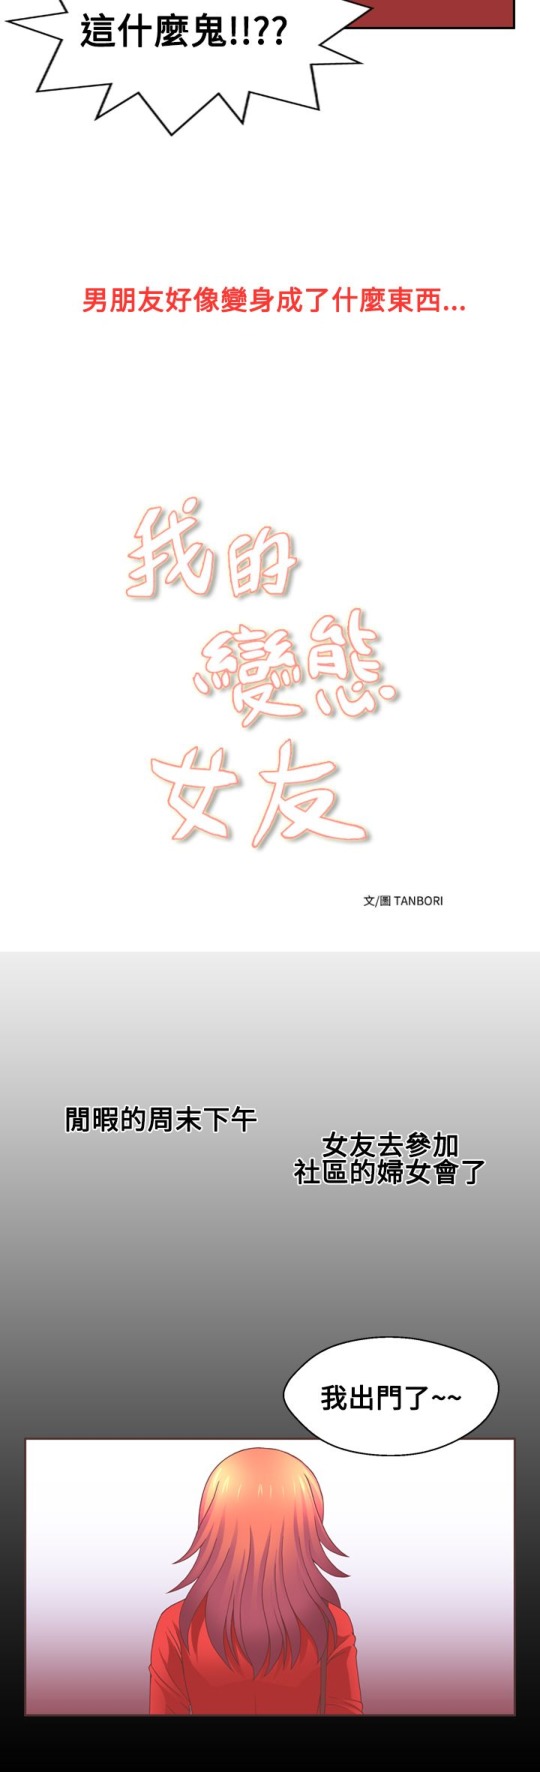 這什麼鬼!!??
男朋友好像變身成了什麼東西...
我的
變態
女友
文/圖 TANBORI
閒暇的周末下午
女友去參加
社區的婦女會了
我出門了~~